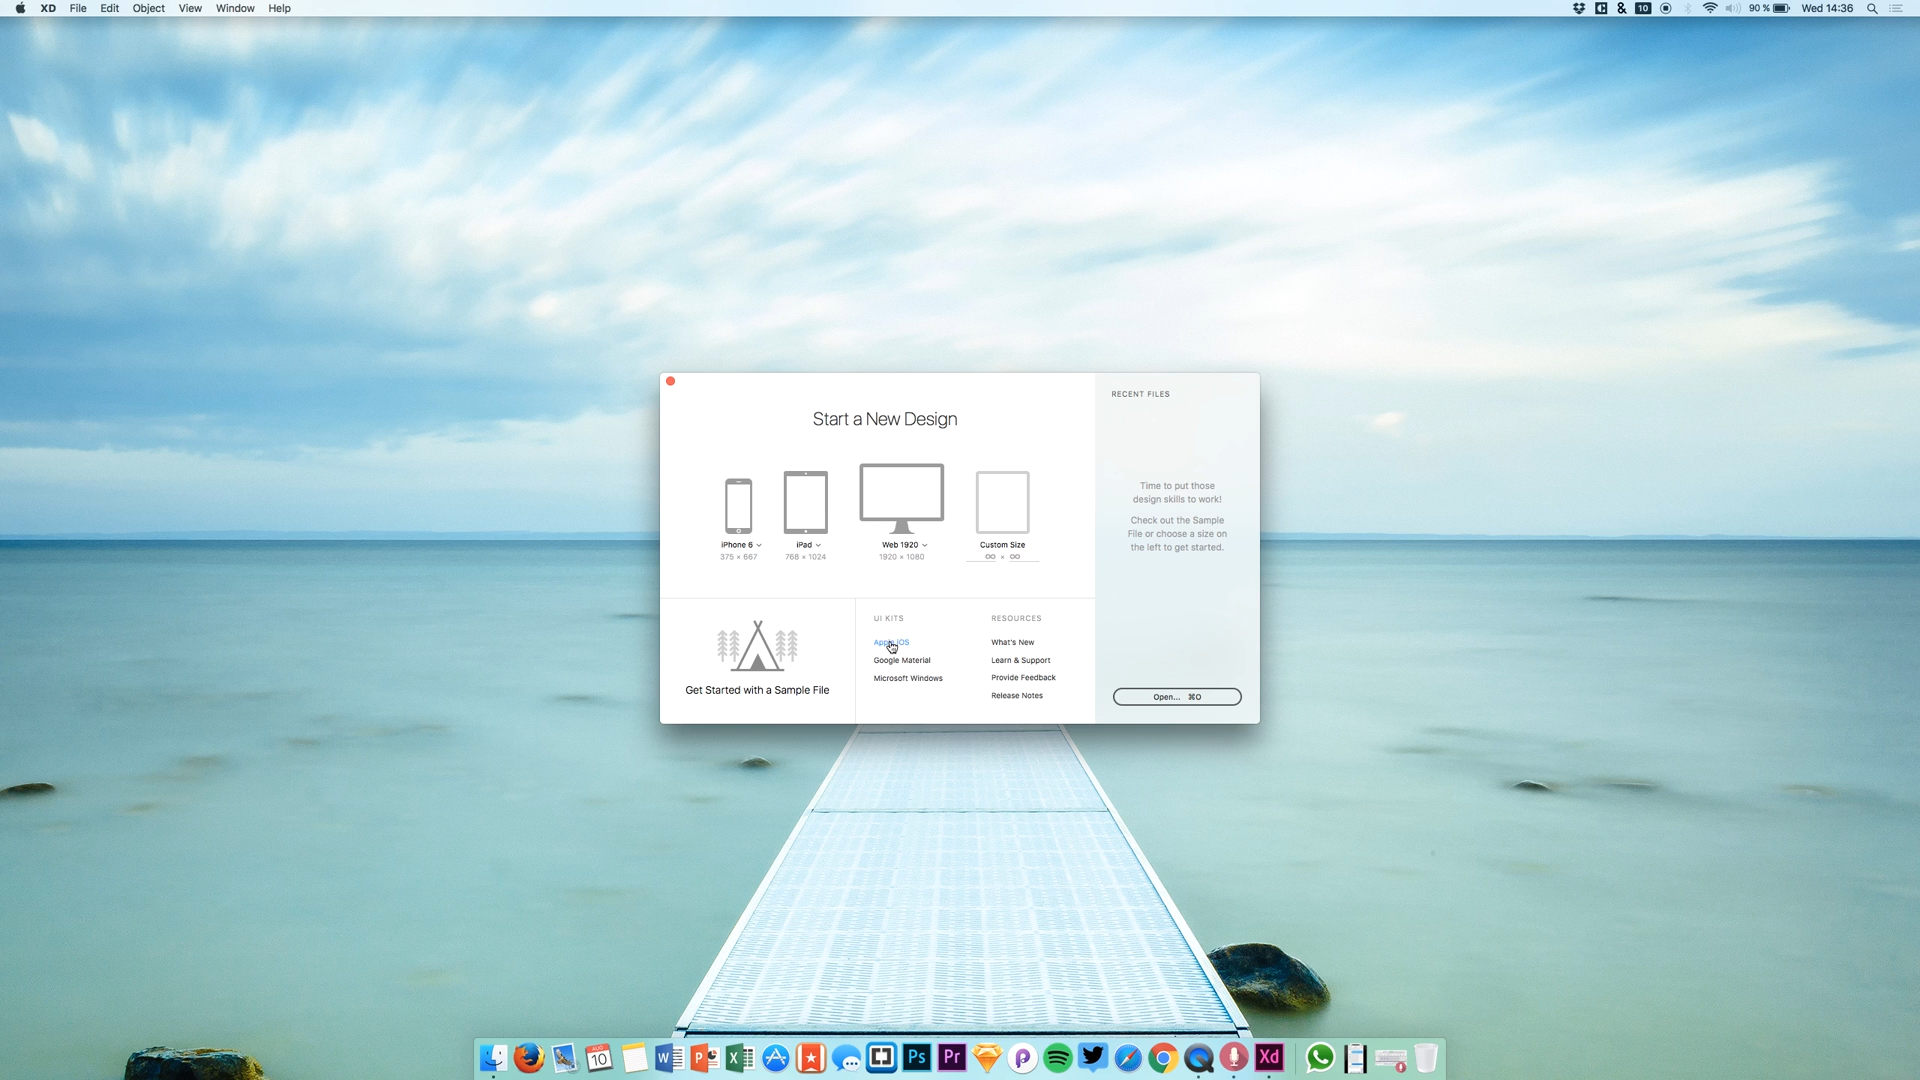 XD File Edit Object View Window Help
10 90 % Wed 14:36
Start a New Design
iPhone 6
375 × 667
iPad
768 × 1024
Web 1920
1920 × 1080
Custom Size
×
Get Started with a Sample File
UI KITS
Apple iOS
Google Material
Microsoft Windows
RESOURCES
What's New
Learn & Support
Provide Feedback
Release Notes
RECENT FILES
Time to put those
design skills to work!
Check out the Sample
File or choose a size on
the left to get started.
Open... ⌘O
AUG
10
W
P
X
Ps
Pr
Xd